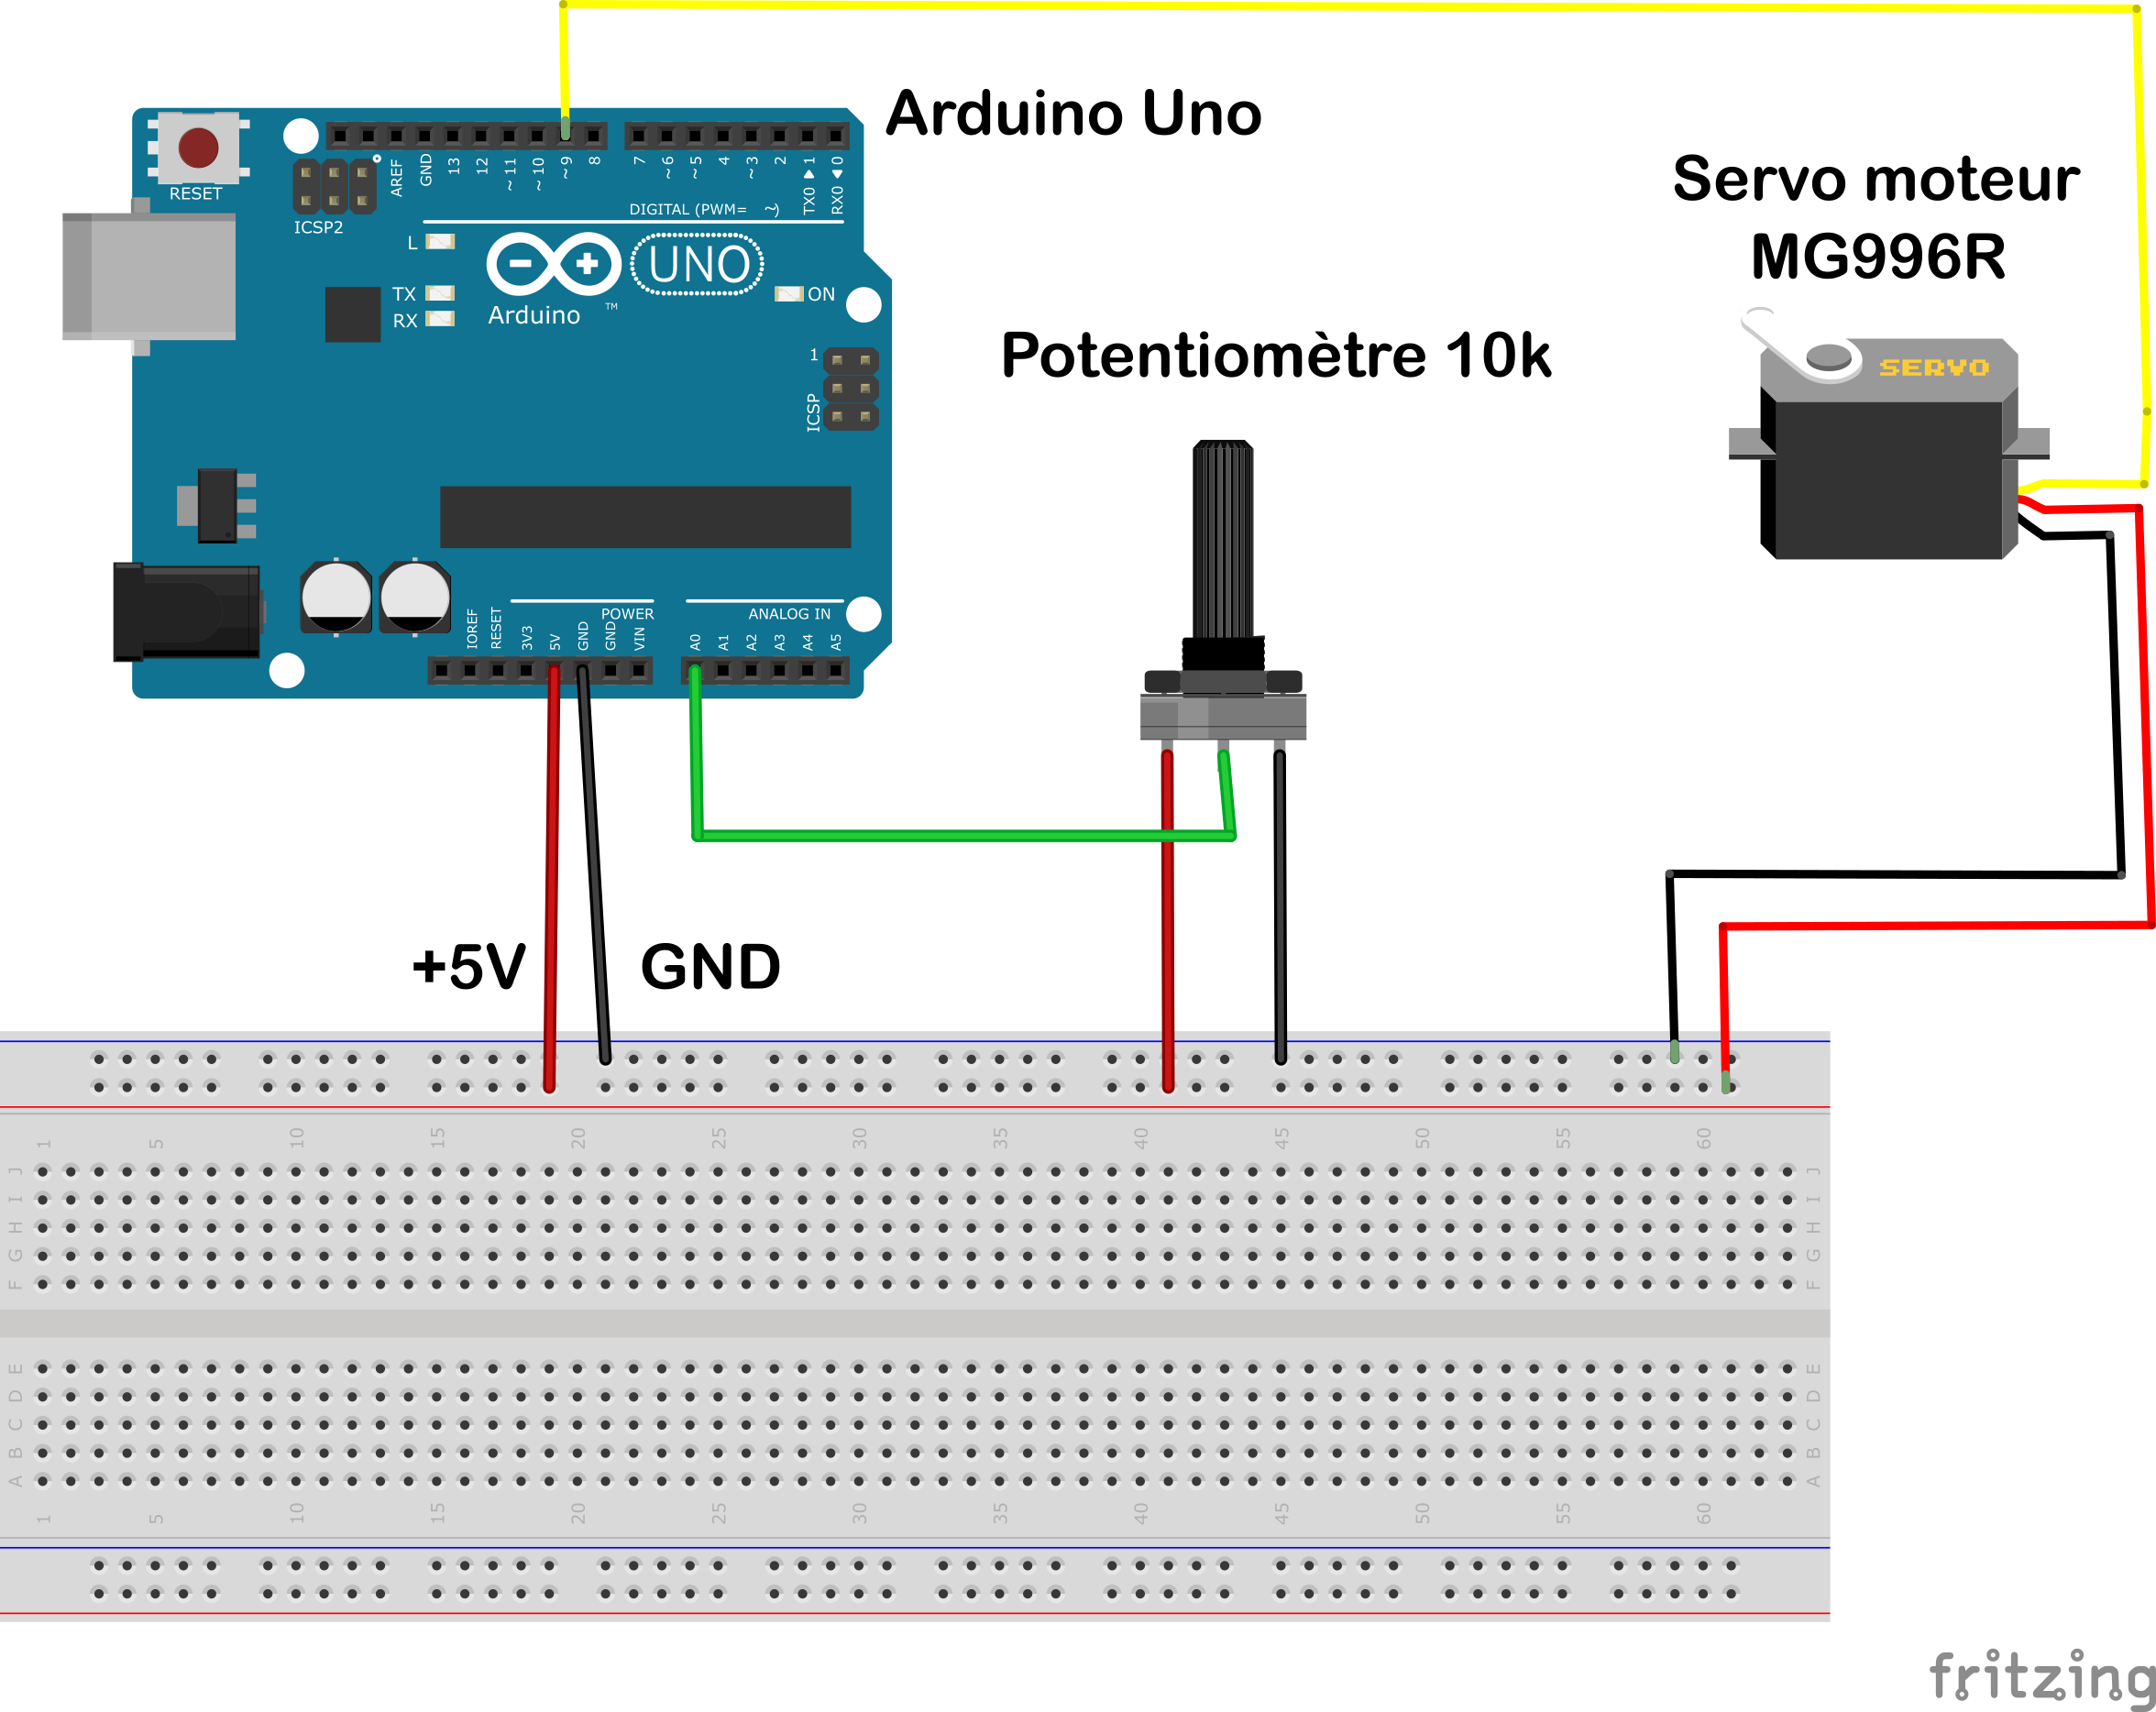 Arduino Uno
Servo moteur
MG996R
Potentiomètre 10k
SERVO
RESET
ICSP2
AREF
GND
13
12
~11
~10
~9
8
7
~6
~5
4
~3
2
TX0 ▶ 1
RX0 ◀ 0
DIGITAL (PWM= ~)
L
TX
RX
UNO
Arduino
TM
ON
1
ICSP
IOREF
RESET
3V3
5V
GND
GND
VIN
POWER
ANALOG IN
A0
A1
A2
A3
A4
A5
+5V
GND
1 5 10 15 20 25 30 35 40 45 50 55 60
J J
I I
H H
G G
F F
E E
D D
C C
B B
A A
1 5 10 15 20 25 30 35 40 45 50 55 60
fritzing